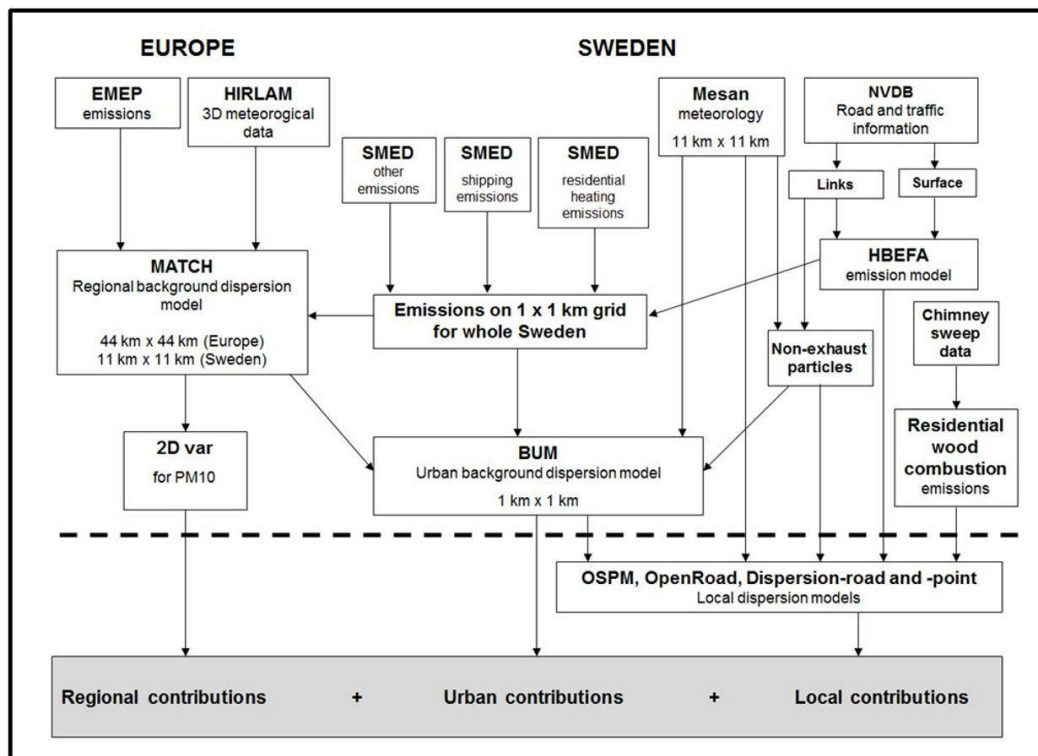 EUROPE
SWEDEN
EMEP
emissions
HIRLAM
3D meteorogical
data
Mesan
meteorology
11 km x 11 km
NVDB
Road and traffic
information
SMED
other
emissions
SMED
shipping
emissions
SMED
residential
heating
emissions
Links
Surface
MATCH
Regional background dispersion
model
44 km x 44 km (Europe)
11 km x 11 km (Sweden)
HBEFA
emission model
Emissions on 1 x 1 km grid
for whole Sweden
Chimney
sweep
data
Non-exhaust
particles
2D var
for PM10
BUM
Urban background dispersion model
1 km x 1 km
Residential
wood
combustion
emissions
OSPM, OpenRoad, Dispersion-road and -point
Local dispersion models
Regional contributions + Urban contributions + Local contributions